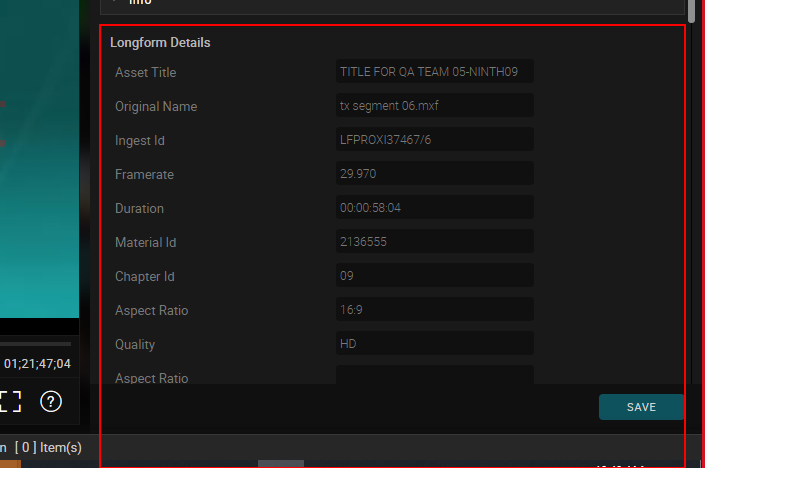 Info
Longform Details
Asset Title TITLE FOR QA TEAM 05-NINTH09
Original Name tx segment 06.mxf
Ingest Id LFPROXI37467/6
Framerate 29.970
Duration 00:00:58:04
Material Id 2136555
Chapter Id 09
Aspect Ratio 16:9
Quality HD
Aspect Ratio
01;21;47;04
?
SAVE
n [ 0 ] Item(s)